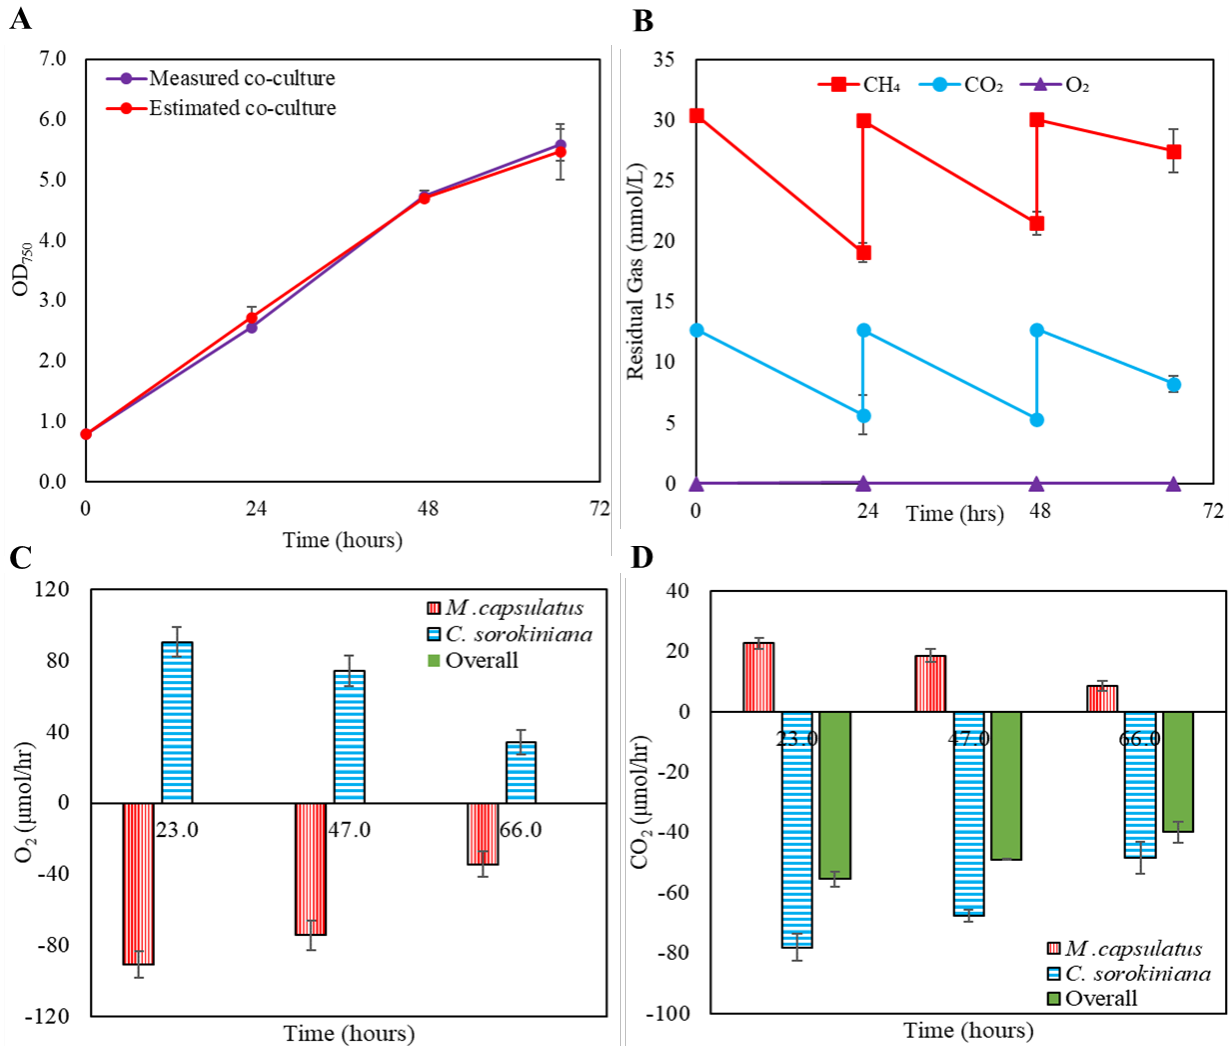 A
7.0
6.0
5.0
4.0
3.0
2.0
1.0
0.0
OD750
Measured co-culture
Estimated co-culture
0 24 48 72
Time (hours)
B
35
30
25
20
15
10
5
0
Residual Gas (mmol/L)
CH₄ CO₂ O₂
0 24 48 72
Time (hrs)
C
120
80
40
0
-40
-80
-120
O2 (µmol/hr)
M .capsulatus
C. sorokiniana
Overall
23.0 47.0 66.0
Time (hours)
D
40
20
0
-20
-40
-60
-80
-100
CO2 (µmol/hr)
23.0 47.0 66.0
M .capsulatus
C. sorokiniana
Overall
Time (hours)